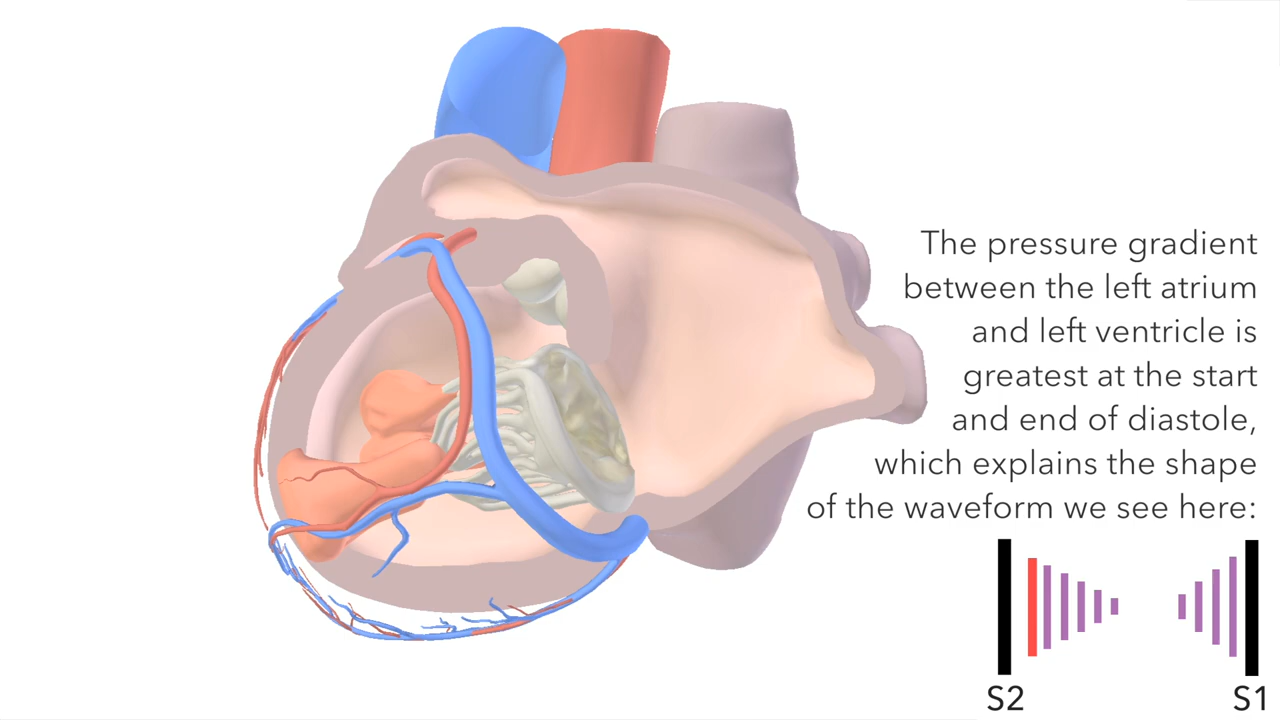 The pressure gradient
between the left atrium
and left ventricle is
greatest at the start
and end of diastole,
which explains the shape
of the waveform we see here:
S2
S1